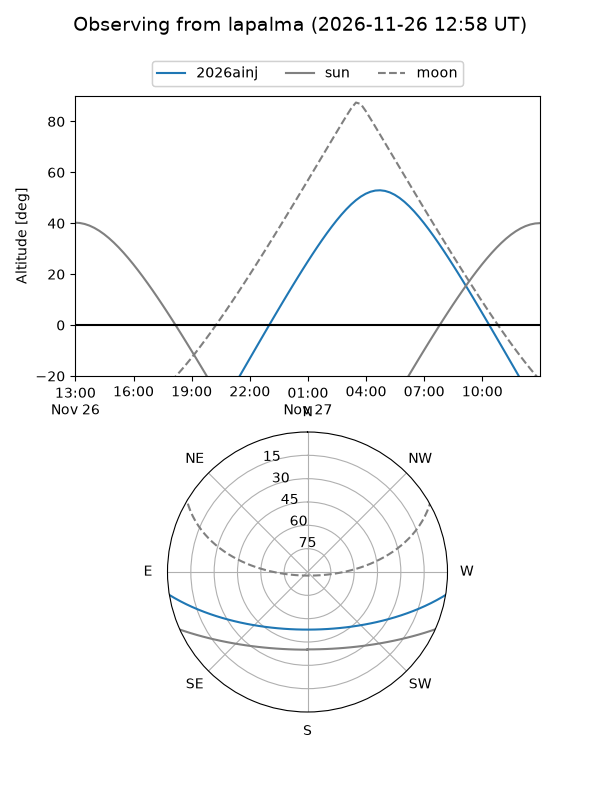 Observing from lapalma (2026-11-26 12:58 UT)
2026ainj sun moon
Altitude [deg]
80
60
40
20
0
−20
13:00 16:00 19:00 22:00 01:00 04:00 07:00 10:00
Nov 26 Nov 27
N
NE NW
15
30
45
60
75
E W
SE SW
S